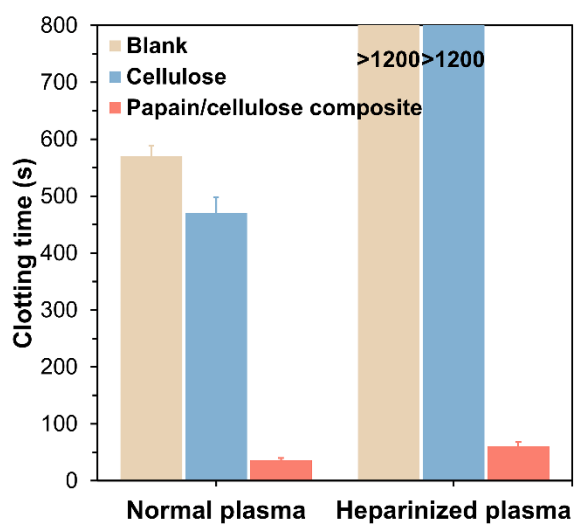 Clotting time (s)
800
700
600
500
400
300
200
100
0
Blank
Cellulose
Papain/cellulose composite
>1200 >1200
Normal plasma
Heparinized plasma